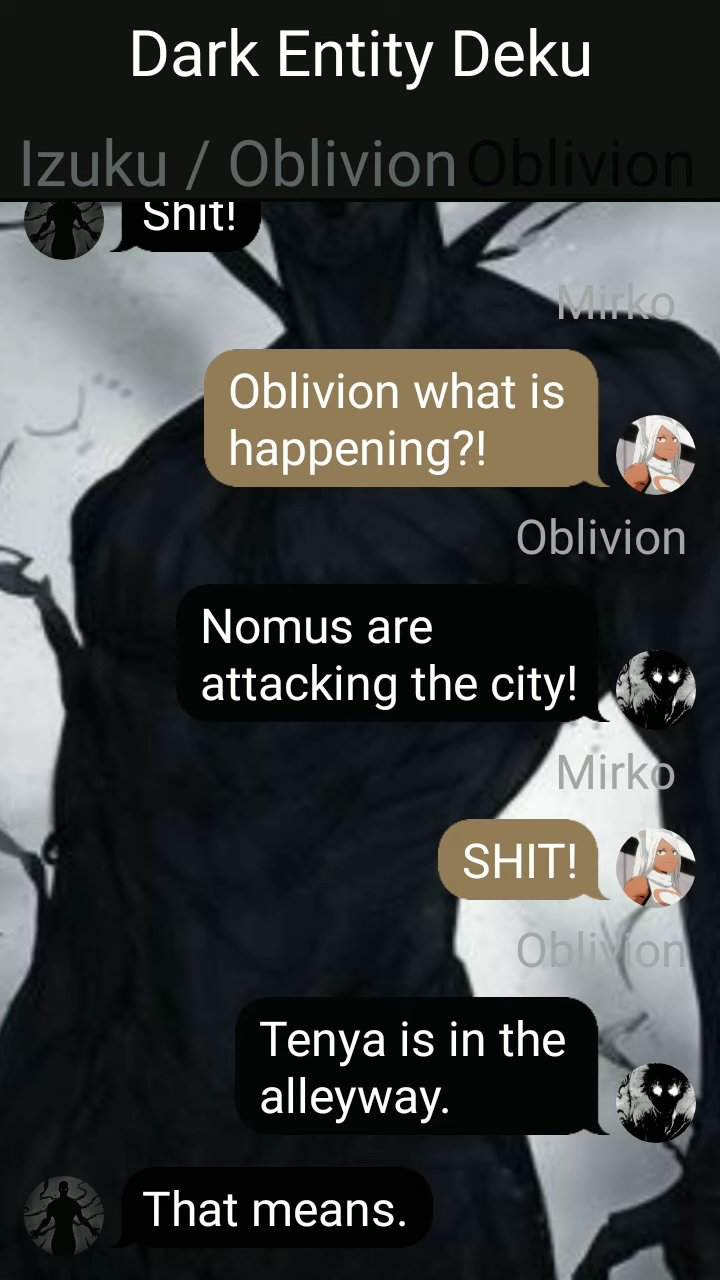 Dark Entity Deku
Izuku / Oblivion Oblivion
Shit!
Mirko
Oblivion what is
happening?!
Oblivion
Nomus are
attacking the city!
Mirko
SHIT!
Oblivion
Tenya is in the
alleyway.
That means.